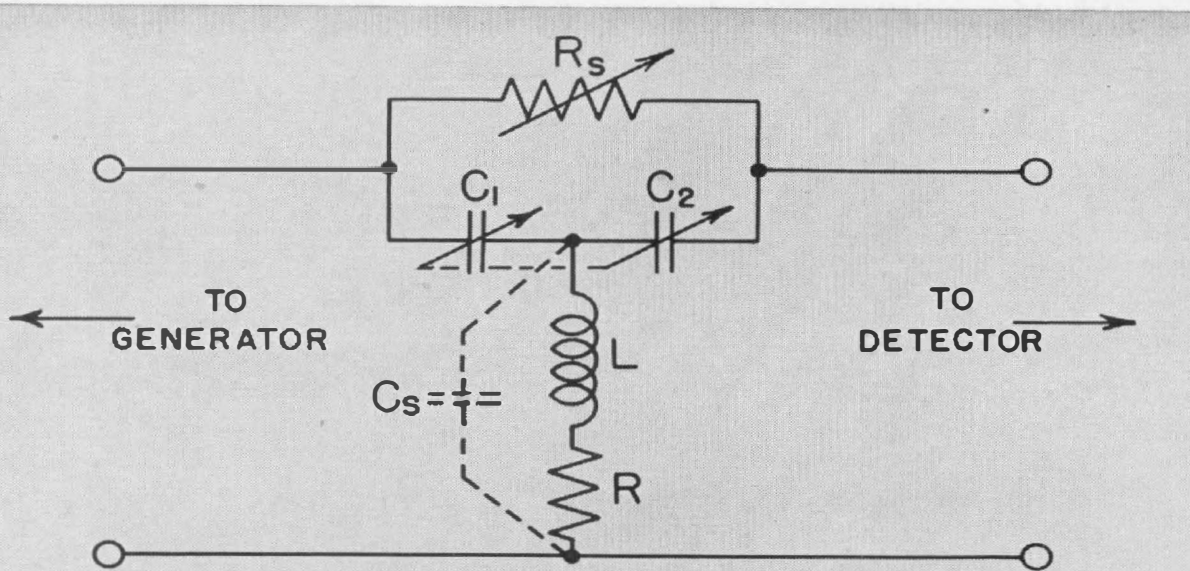 Rs
C1
C2
TO
GENERATOR
TO
DETECTOR
L
Cs
R